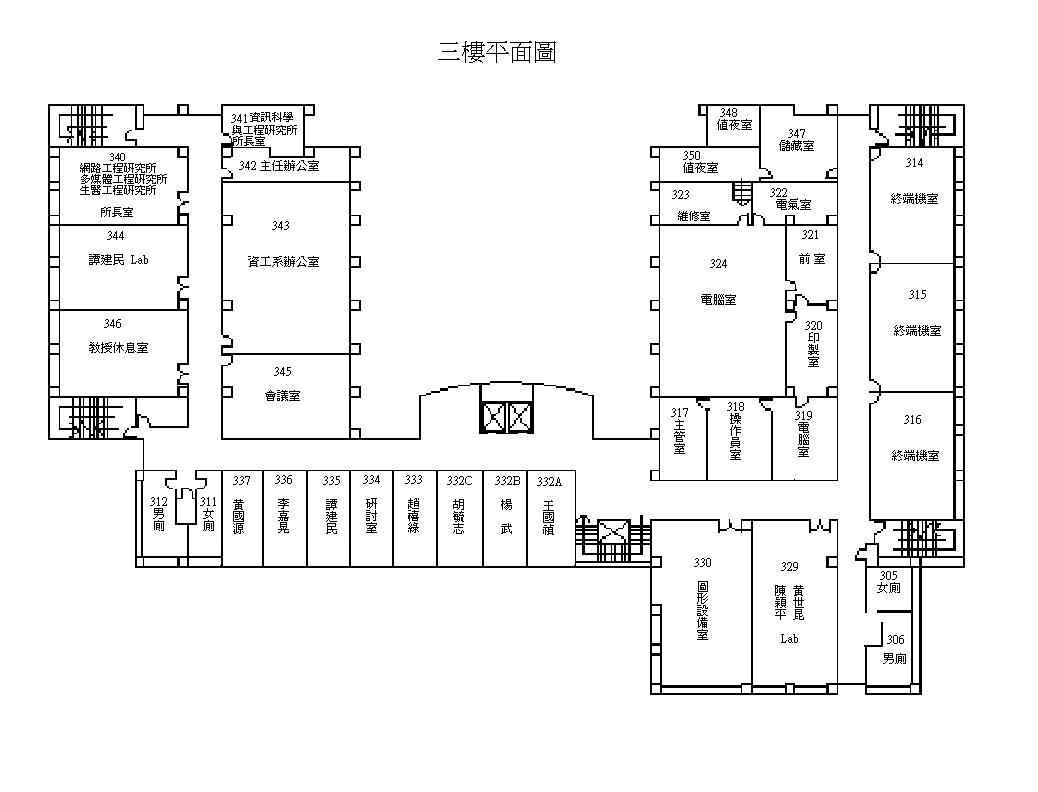 三樓平面圖
341 資訊科學
與工程研究所
所長室
342 主任辦公室
340
網路工程研究所
多媒體工程研究所
生醫工程研究所
所長室
344
譚建民 Lab
346
教授休息室
343
資工系辦公室
345
會議室
348
值夜室
347
儲藏室
350
值夜室
323
維修室
322
電氣室
321
前室
324
電腦室
320
印製室
314
終端機室
315
終端機室
316
終端機室
317
主管室
318
操作員室
319
電腦室
312
男廁
311
女廁
337
黃國源
336
李嘉晃
335
譚建民
334
研討室
333
趙禧綠
332C
胡毓志
332B
楊武
332A
王國禎
330
圖形設備室
329
黃世昆
陳穎平
Lab
305
女廁
306
男廁